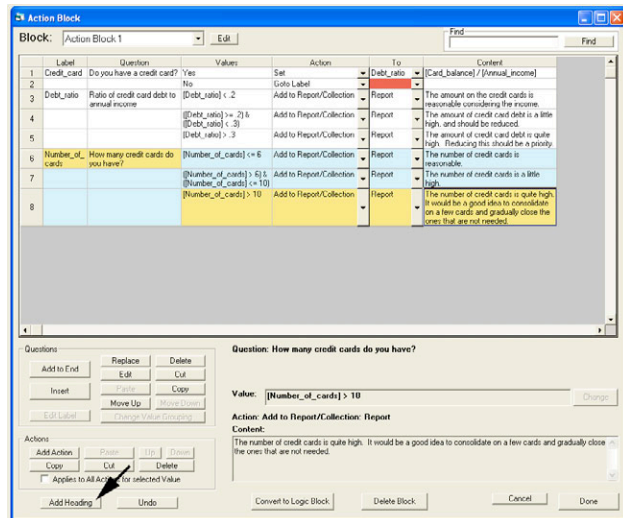 Action Block
Block: Action Block 1 Edit
Find
Find
Label Question Values Action To Content
1 Credit_card Do you have a credit card? Yes Set Debt_ratio [Card_balance] / [Annual_income]
2 No Goto Label
3 Debt_ratio Ratio of credit card debt to annual income [Debt_ratio] < .2 Add to Report/Collection Report The amount on the credit cards is reasonable considering the income.
4 ([Debt_ratio] >= .2) & ([Debt_ratio] < .3) Add to Report/Collection Report The amount of credit card debt is a little high, and should be reduced.
5 [Debt_ratio] > .3 Add to Report/Collection Report The amount of credit card debt is quite high. Reducing this should be a priority.
6 Number_of_cards How many credit cards do you have? [Number_of_cards] <= 6 Add to Report/Collection Report The number of credit cards is reasonable.
7 ([Number_of_cards] > 6) & ([Number_of_cards] <= 10) Add to Report/Collection Report The number of credit cards is a little high.
8 [Number_of_cards] > 10 Add to Report/Collection Report The number of credit cards is quite high. It would be a good idea to consolidate on a few cards and gradually close the ones that are not needed.
Questions
Add to End Replace Delete
Edit Cut
Insert Paste Copy
Move Up Move Down
Edit Label Change Value Grouping
Actions
Add Action Paste Up Down
Copy Cut Delete
Applies to All Actions for selected Value
Add Heading Undo
Question: How many credit cards do you have?
Value: [Number_of_cards] > 10 Change
Action: Add to Report/Collection: Report
Content:
The number of credit cards is quite high. It would be a good idea to consolidate on a few cards and gradually close
the ones that are not needed.
Convert to Logic Block Delete Block Cancel Done